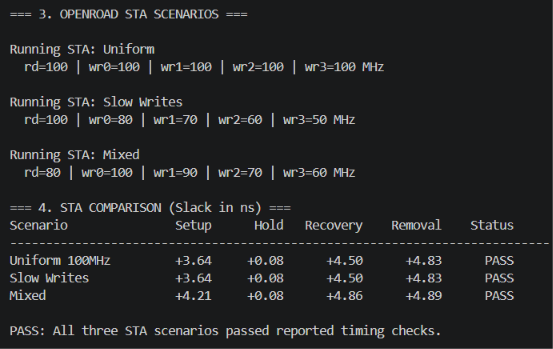 === 3. OPENROAD STA SCENARIOS ===
Running STA: Uniform
rd=100 | wr0=100 | wr1=100 | wr2=100 | wr3=100 MHz
Running STA: Slow Writes
rd=100 | wr0=80 | wr1=70 | wr2=60 | wr3=50 MHz
Running STA: Mixed
rd=80 | wr0=100 | wr1=90 | wr2=70 | wr3=60 MHz
=== 4. STA COMPARISON (Slack in ns) ===
Scenario Setup Hold Recovery Removal Status
--------------------------------------------------------------------
Uniform 100MHz +3.64 +0.08 +4.50 +4.83 PASS
Slow Writes +3.64 +0.08 +4.50 +4.83 PASS
Mixed +4.21 +0.08 +4.86 +4.89 PASS
PASS: All three STA scenarios passed reported timing checks.